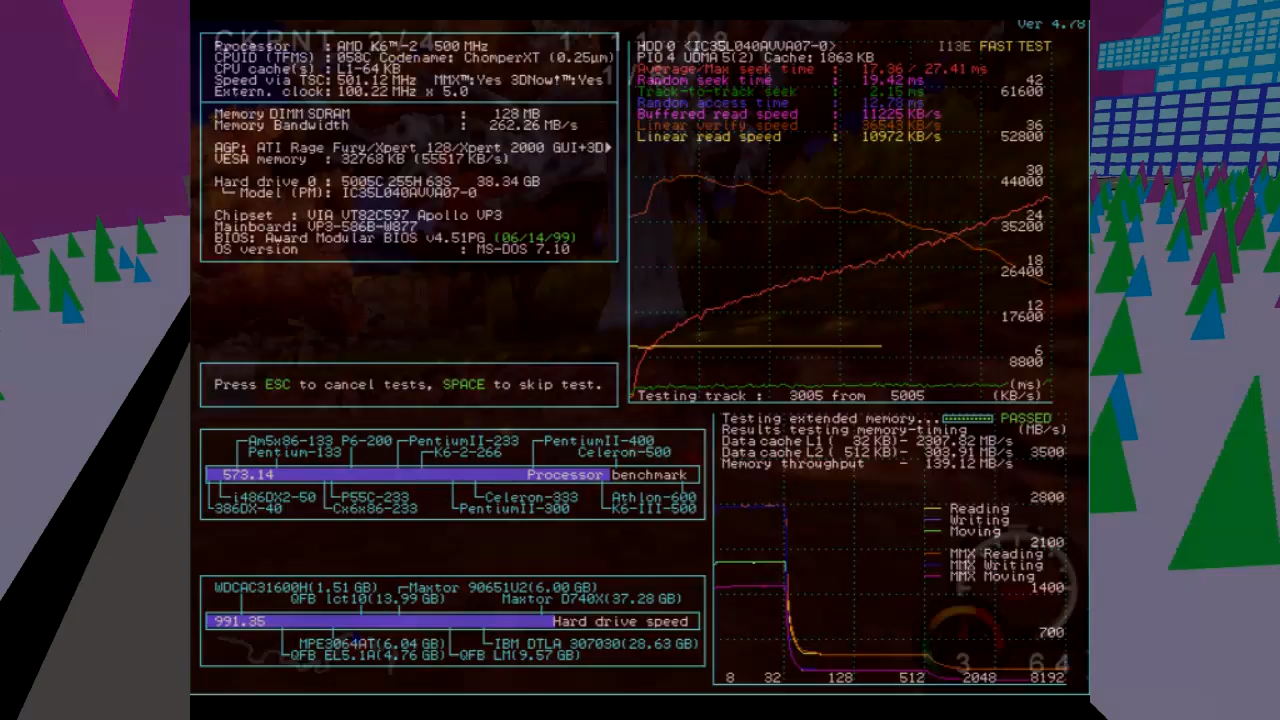 Ver 4.78
CKPNT
Processor : AMD K6™-2 500 MHz
CPUID (TFMS) : 058C Codename: ChomperXT (0.25µm)
CPU cache(s) : L1-64 KB
Speed via TSC: 501.12 MHz MMX™:Yes 3DNow!™:Yes
Extern. clock: 100.22 MHz x 5.0
Memory DIMM SDRAM : 128 MB
Memory Bandwidth : 262.26 MB/s
AGP: ATI Rage Fury/Xpert 128/Xpert 2000 GUI+3D
VESA memory : 32768 KB (55517 KB/s)
Hard drive 0 : 5005C 255H 63S 38.34 GB
Model (PM): IC35L040AVVA07-0
Chipset : VIA VT82C597 Apollo VP3
Mainboard: VP3-586B-W877
BIOS: Award Modular BIOS v4.51PG (06/14/99)
OS version : MS-DOS 7.10
Press ESC to cancel tests, SPACE to skip test.
HDD 0 <IC35L040AVVA07-0> I13E FAST TEST
PIO 4 UDMA 5(2) Cache: 1863 KB
Average/Max seek time : 17.36 / 27.41 ms
Random seek time : 19.42 ms
Track-to-track seek : 2.15 ms
Random access time : 12.78 ms
Buffered read speed : 11225 KB/s
Linear verify speed : 36543 KB/s
Linear read speed : 10972 KB/s
42
61600
36
52800
30
44000
24
35200
18
26400
12
17600
6
8800
(ms)
Testing track : 3005 from 5005 (KB/s)
Am5x86-133 P6-200 PentiumII-233 PentiumII-400
Pentium-133 K6-2-266 Celeron-500
573.14 Processor benchmark
i486DX2-50 P55C-233 Celeron-333 Athlon-600
386DX-40 Cx6x86-233 PentiumII-300 K6-III-500
WDCAC31600H(1.51 GB) Maxtor 90651U2(6.00 GB)
QFB lct10(13.99 GB) Maxtor D740X(37.28 GB)
991.35 Hard drive speed
MPE3064AT(6.04 GB) IBM DTLA 307030(28.63 GB)
QFB EL5.1A(4.76 GB) QFB LM(9.57 GB)
Testing extended memory... PASSED
Results testing memory-timing (MB/s)
Data cache L1 ( 32 KB)- 2307.82 MB/s
Data cache L2 ( 512 KB)- 303.91 MB/s 3500
Memory throughput - 139.12 MB/s
2800
Reading
Writing
Moving
2100
MMX Reading
MMX Writing
MMX Moving
1400
700
3 64
8 32 128 512 2048 8192